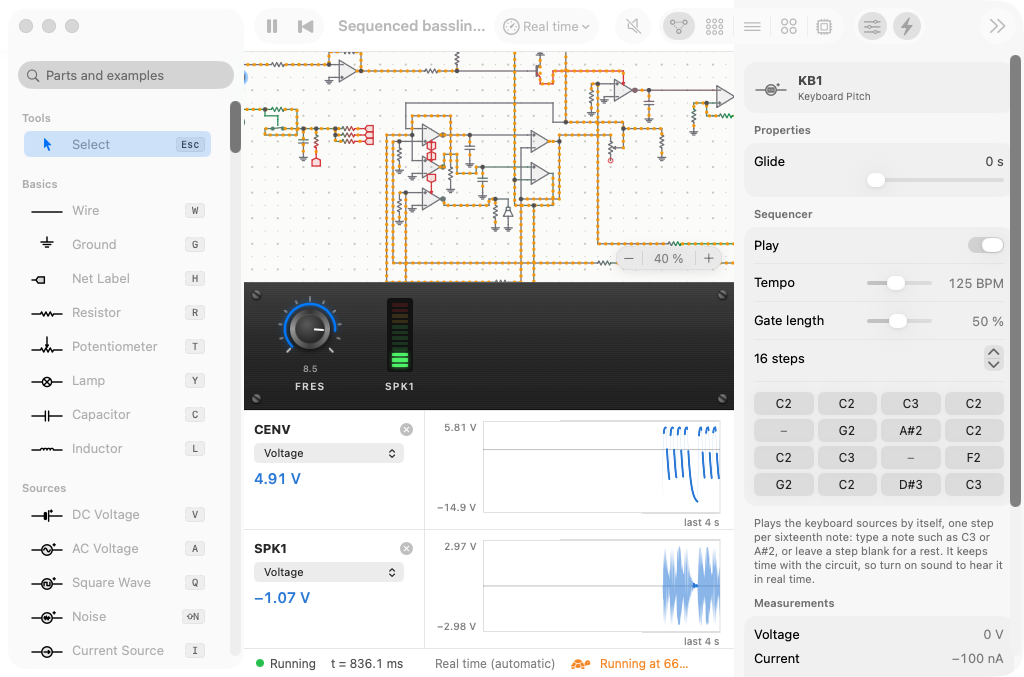 Sequenced basslin...
Real time
Parts and examples
Tools
Select
Esc
Basics
Wire
W
Ground
G
Net Label
H
Resistor
R
Potentiometer
T
Lamp
Y
Capacitor
C
Inductor
L
Sources
DC Voltage
V
AC Voltage
A
Square Wave
Q
Noise
⇧N
Current Source
I
− 40 % +
8.5
FRES
SPK1
CENV
Voltage
4.91 V
5.81 V
−14.9 V
last 4 s
SPK1
Voltage
−1.07 V
2.97 V
−2.98 V
last 4 s
Running t = 836.1 ms Real time (automatic) Running at 66...
KB1
Keyboard Pitch
Properties
Glide 0 s
Sequencer
Play
Tempo 125 BPM
Gate length 50 %
16 steps
C2 C2 C3 C2
– G2 A#2 C2
C2 C3 – F2
G2 C2 D#3 C3
Plays the keyboard sources by itself, one step
per sixteenth note: type a note such as C3 or
A#2, or leave a step blank for a rest. It keeps
time with the circuit, so turn on sound to hear it
in real time.
Measurements
Voltage 0 V
Current −100 nA